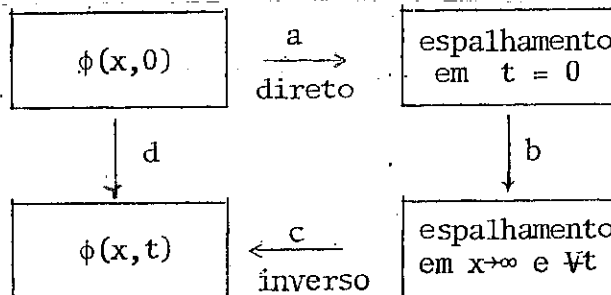 φ(x,0)
a
direto
espalhamento
em t = 0
d
b
φ(x,t)
c
inverso
espalhamento
em x→∞ e ∀t